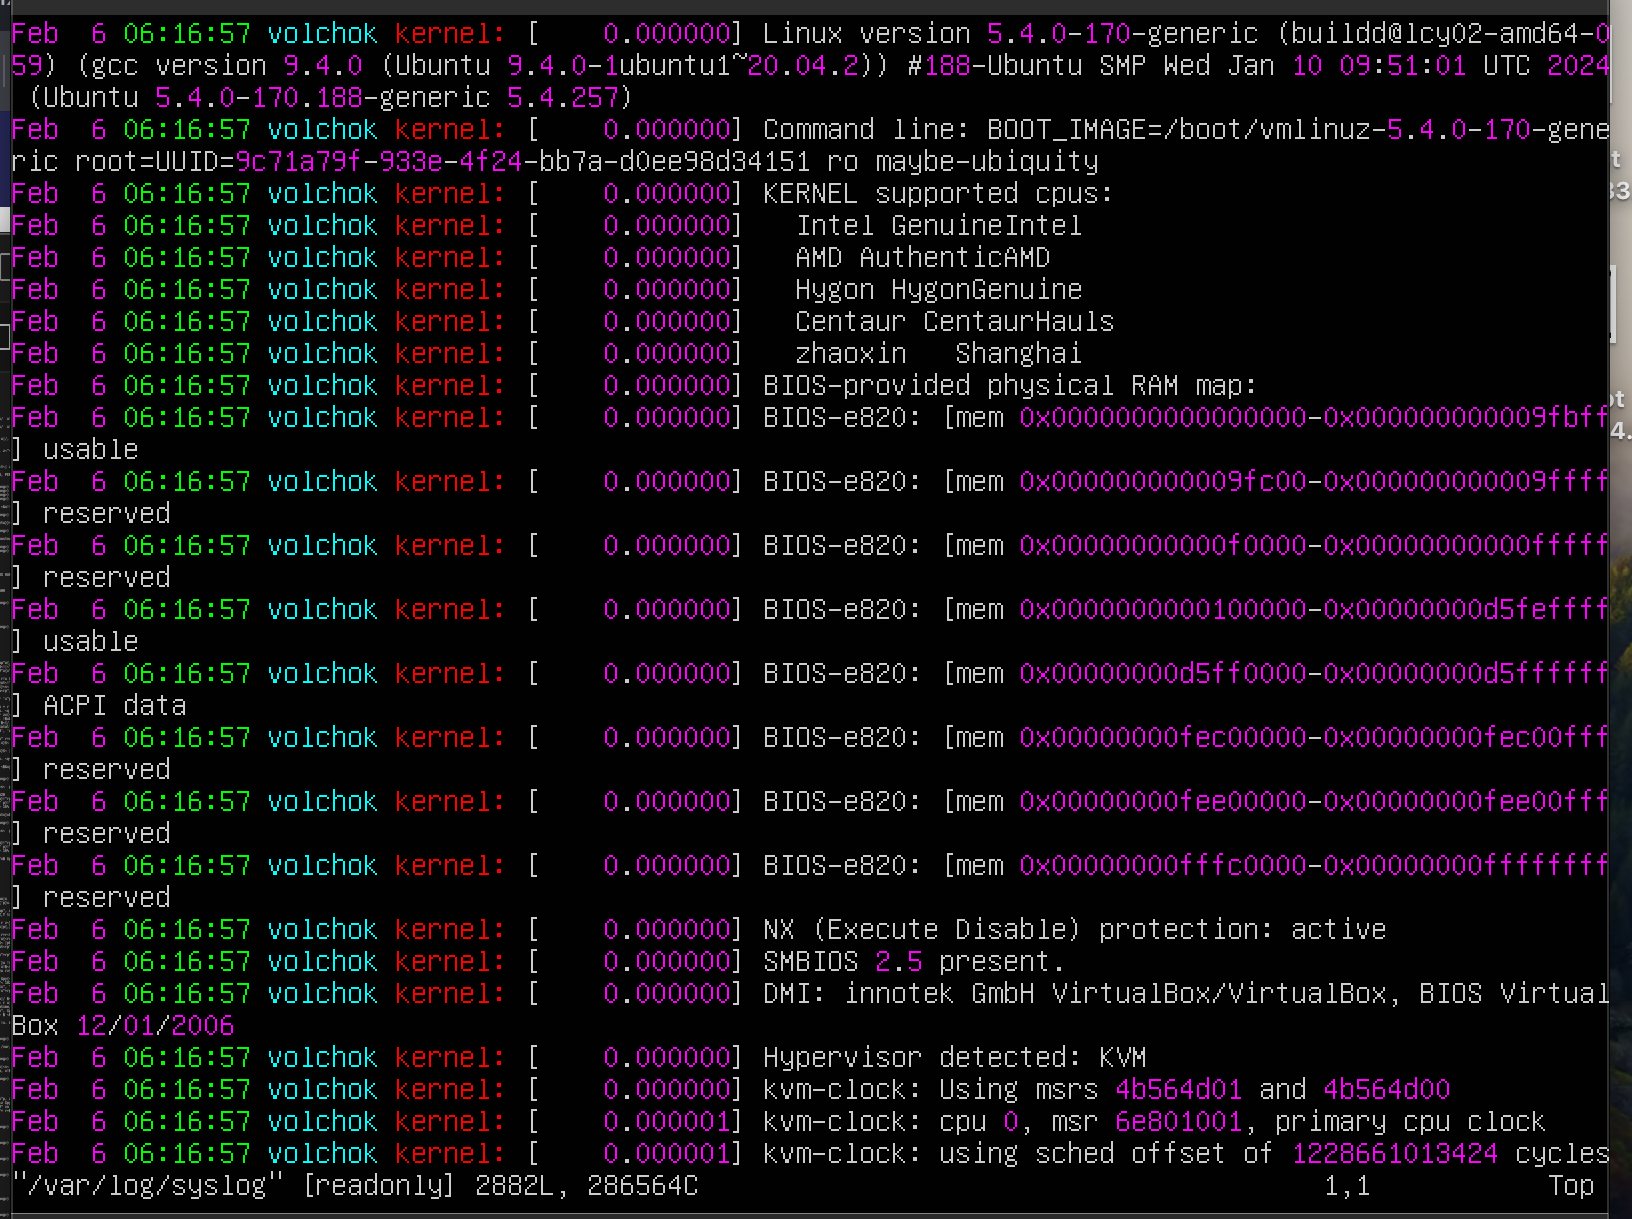 Feb  6 06:16:57 volchok kernel: [    0.000000] Linux version 5.4.0-170-generic (buildd@lcy02-amd64-0
59) (gcc version 9.4.0 (Ubuntu 9.4.0-1ubuntu1~20.04.2)) #188-Ubuntu SMP Wed Jan 10 09:51:01 UTC 2024
 (Ubuntu 5.4.0-170.188-generic 5.4.257)
Feb  6 06:16:57 volchok kernel: [    0.000000] Command line: BOOT_IMAGE=/boot/vmlinuz-5.4.0-170-gene
ric root=UUID=9c71a79f-933e-4f24-bb7a-d0ee98d34151 ro maybe-ubiquity
Feb  6 06:16:57 volchok kernel: [    0.000000] KERNEL supported cpus:
Feb  6 06:16:57 volchok kernel: [    0.000000]   Intel GenuineIntel
Feb  6 06:16:57 volchok kernel: [    0.000000]   AMD AuthenticAMD
Feb  6 06:16:57 volchok kernel: [    0.000000]   Hygon HygonGenuine
Feb  6 06:16:57 volchok kernel: [    0.000000]   Centaur CentaurHauls
Feb  6 06:16:57 volchok kernel: [    0.000000]   zhaoxin   Shanghai
Feb  6 06:16:57 volchok kernel: [    0.000000] BIOS-provided physical RAM map:
Feb  6 06:16:57 volchok kernel: [    0.000000] BIOS-e820: [mem 0x0000000000000000-0x000000000009fbff
] usable
Feb  6 06:16:57 volchok kernel: [    0.000000] BIOS-e820: [mem 0x000000000009fc00-0x000000000009ffff
] reserved
Feb  6 06:16:57 volchok kernel: [    0.000000] BIOS-e820: [mem 0x00000000000f0000-0x00000000000fffff
] reserved
Feb  6 06:16:57 volchok kernel: [    0.000000] BIOS-e820: [mem 0x0000000000100000-0x00000000d5feffff
] usable
Feb  6 06:16:57 volchok kernel: [    0.000000] BIOS-e820: [mem 0x00000000d5ff0000-0x00000000d5ffffff
] ACPI data
Feb  6 06:16:57 volchok kernel: [    0.000000] BIOS-e820: [mem 0x00000000fec00000-0x00000000fec00fff
] reserved
Feb  6 06:16:57 volchok kernel: [    0.000000] BIOS-e820: [mem 0x00000000fee00000-0x00000000fee00fff
] reserved
Feb  6 06:16:57 volchok kernel: [    0.000000] BIOS-e820: [mem 0x00000000fffc0000-0x00000000ffffffff
] reserved
Feb  6 06:16:57 volchok kernel: [    0.000000] NX (Execute Disable) protection: active
Feb  6 06:16:57 volchok kernel: [    0.000000] SMBIOS 2.5 present.
Feb  6 06:16:57 volchok kernel: [    0.000000] DMI: innotek GmbH VirtualBox/VirtualBox, BIOS Virtual
Box 12/01/2006
Feb  6 06:16:57 volchok kernel: [    0.000000] Hypervisor detected: KVM
Feb  6 06:16:57 volchok kernel: [    0.000000] kvm-clock: Using msrs 4b564d01 and 4b564d00
Feb  6 06:16:57 volchok kernel: [    0.000001] kvm-clock: cpu 0, msr 6e801001, primary cpu clock
Feb  6 06:16:57 volchok kernel: [    0.000001] kvm-clock: using sched offset of 1228661013424 cycles
"/var/log/syslog" [readonly] 2882L, 286564C                                       1,1           Top